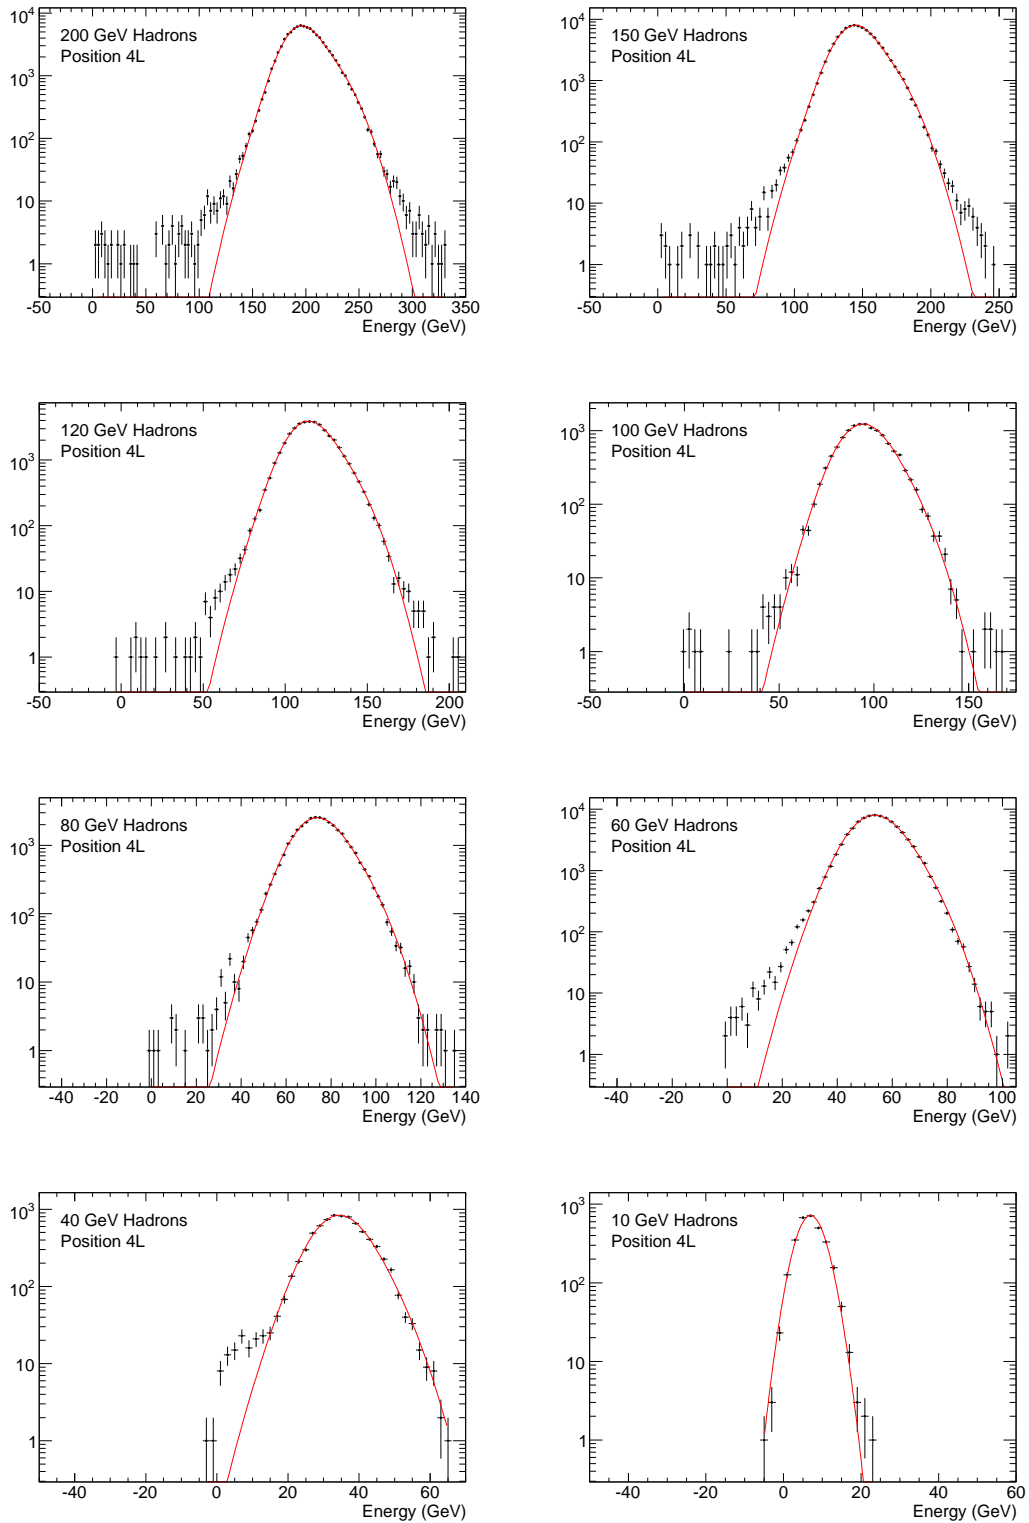 200 GeV Hadrons
Position 4L
10^4
10^3
10^2
10
1
-50 0 50 100 150 200 250 300 350
Energy (GeV)
150 GeV Hadrons
Position 4L
10^4
10^3
10^2
10
1
-50 0 50 100 150 200 250
Energy (GeV)
120 GeV Hadrons
Position 4L
10^3
10^2
10
1
-50 0 50 100 150 200
Energy (GeV)
100 GeV Hadrons
Position 4L
10^3
10^2
10
1
-50 0 50 100 150
Energy (GeV)
80 GeV Hadrons
Position 4L
10^3
10^2
10
1
-40 -20 0 20 40 60 80 100 120 140
Energy (GeV)
60 GeV Hadrons
Position 4L
10^4
10^3
10^2
10
1
-40 -20 0 20 40 60 80 100
Energy (GeV)
40 GeV Hadrons
Position 4L
10^3
10^2
10
1
-40 -20 0 20 40 60
Energy (GeV)
10 GeV Hadrons
Position 4L
10^3
10^2
10
1
-40 -20 0 20 40 60
Energy (GeV)